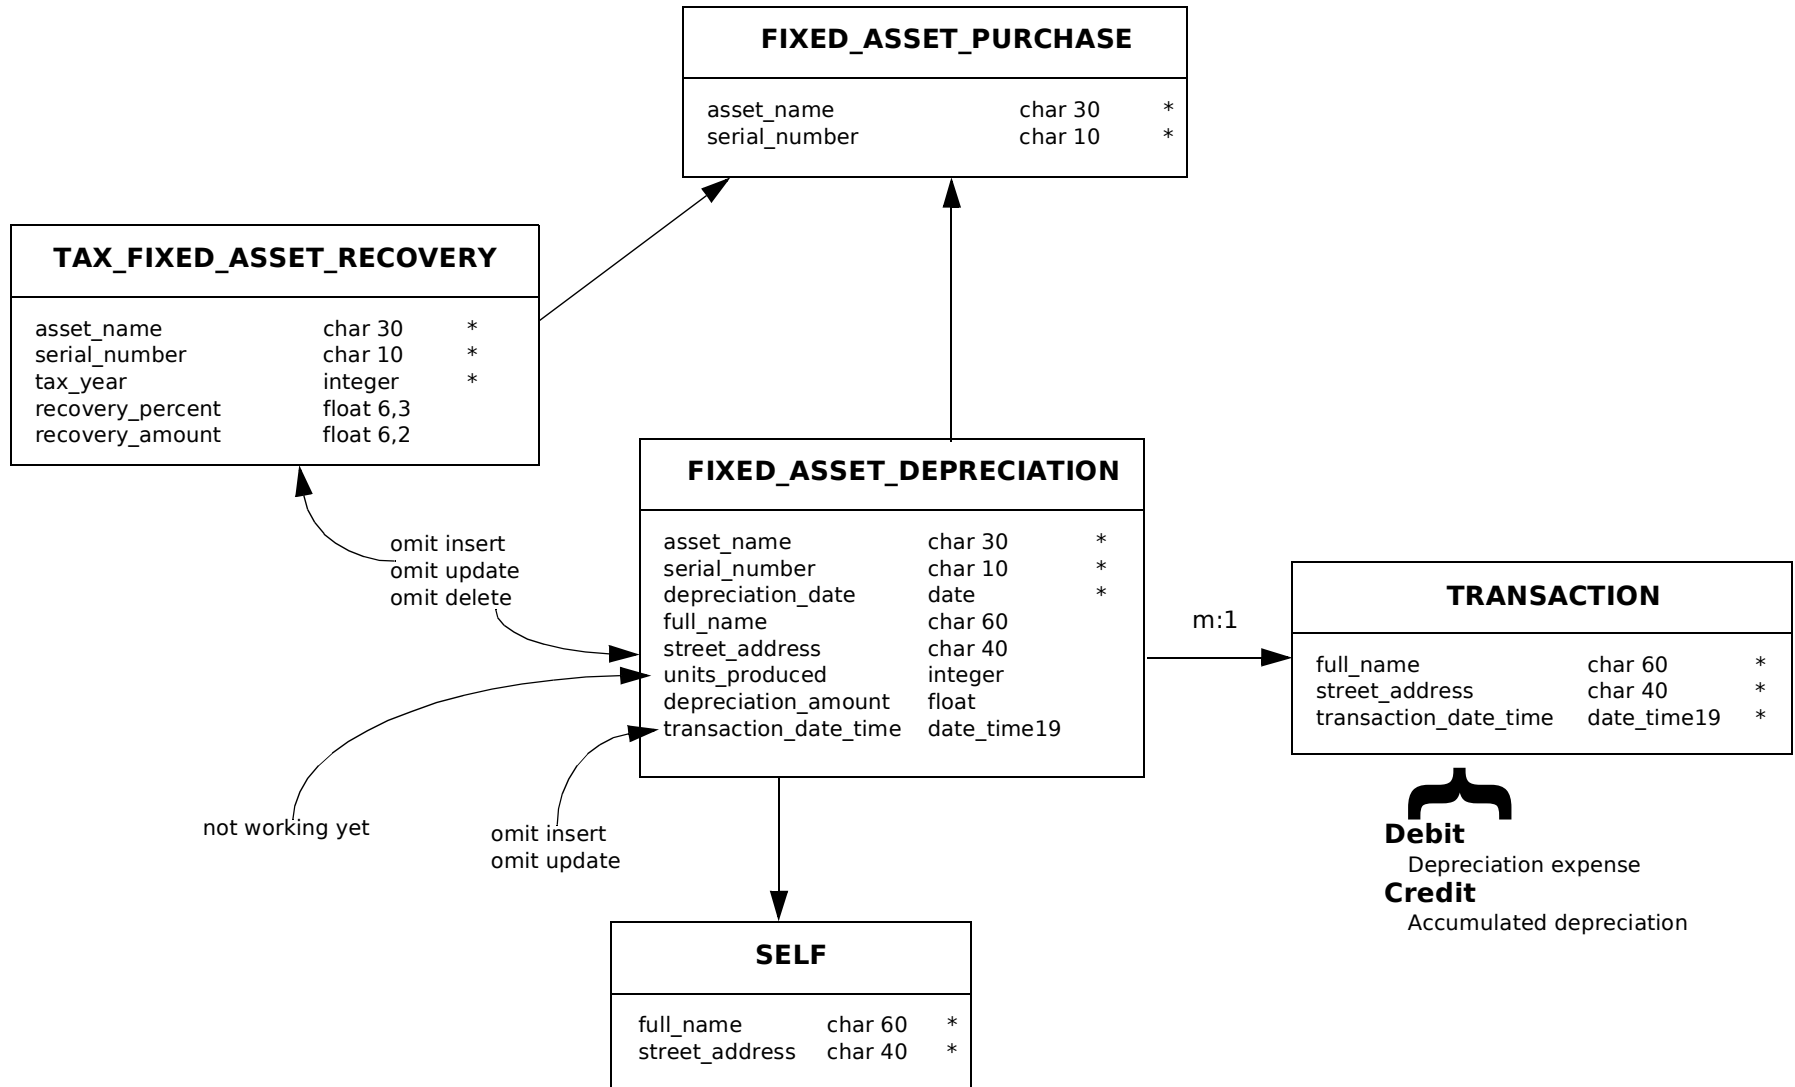 FIXED_ASSET_PURCHASE
asset_name char 30 *
serial_number char 10 *
TAX_FIXED_ASSET_RECOVERY
asset_name char 30 *
serial_number char 10 *
tax_year integer *
recovery_percent float 6,3
recovery_amount float 6,2
omit insert
omit update
omit delete
FIXED_ASSET_DEPRECIATION
asset_name char 30 *
serial_number char 10 *
depreciation_date date *
full_name char 60
street_address char 40
units_produced integer
depreciation_amount float
transaction_date_time date_time19
m:1
TRANSACTION
full_name char 60 *
street_address char 40 *
transaction_date_time date_time19 *
Debit
Depreciation expense
Credit
Accumulated depreciation
not working yet
omit insert
omit update
SELF
full_name char 60 *
street_address char 40 *